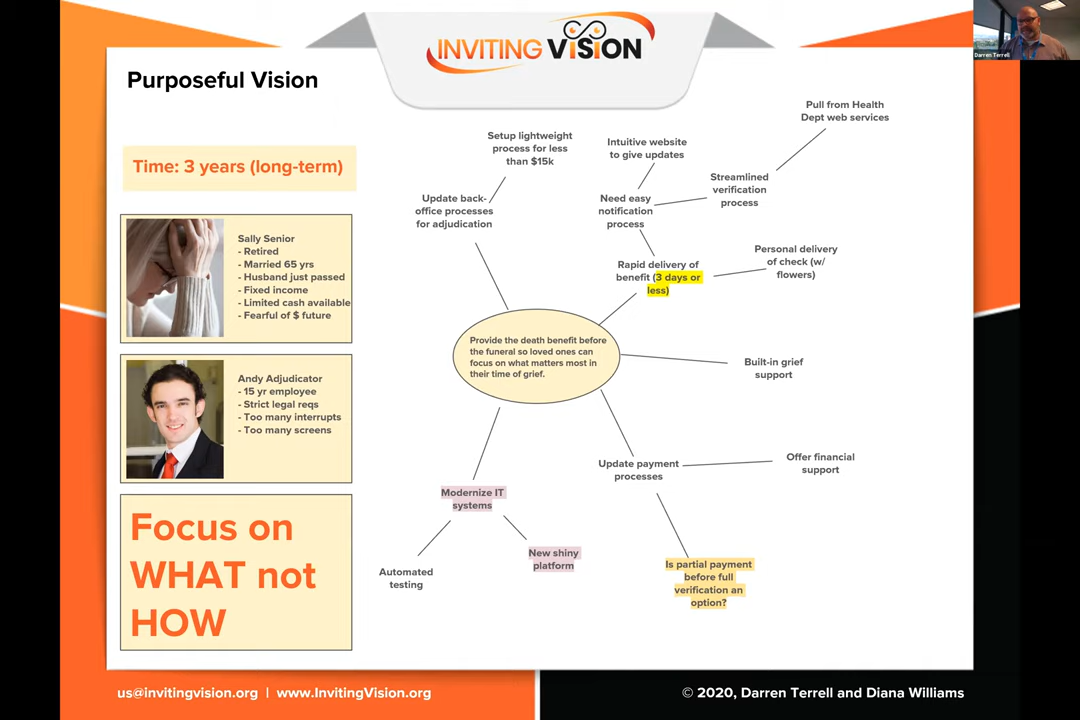 INVITING VISION
Darren Terrell
Purposeful Vision
Time: 3 years (long-term)
Sally Senior
- Retired
- Married 65 yrs
- Husband just passed
- Fixed income
- Limited cash available
- Fearful of $ future
Andy Adjudicator
- 15 yr employee
- Strict legal reqs
- Too many interrupts
- Too many screens
Focus on
WHAT not
HOW
Setup lightweight
process for less
than $15k
Update back-
office processes
for adjudication
Intuitive website
to give updates
Pull from Health
Dept web services
Streamlined
verification
process
Need easy
notification
process
Rapid delivery of
benefit (3 days or
less)
Personal delivery
of check (w/
flowers)
Provide the death benefit before
the funeral so loved ones can
focus on what matters most in
their time of grief.
Built-in grief
support
Update payment
processes
Offer financial
support
Modernize IT
systems
New shiny
platform
Automated
testing
Is partial payment
before full
verification an
option?
us@invitingvision.org | www.InvitingVision.org
© 2020, Darren Terrell and Diana Williams